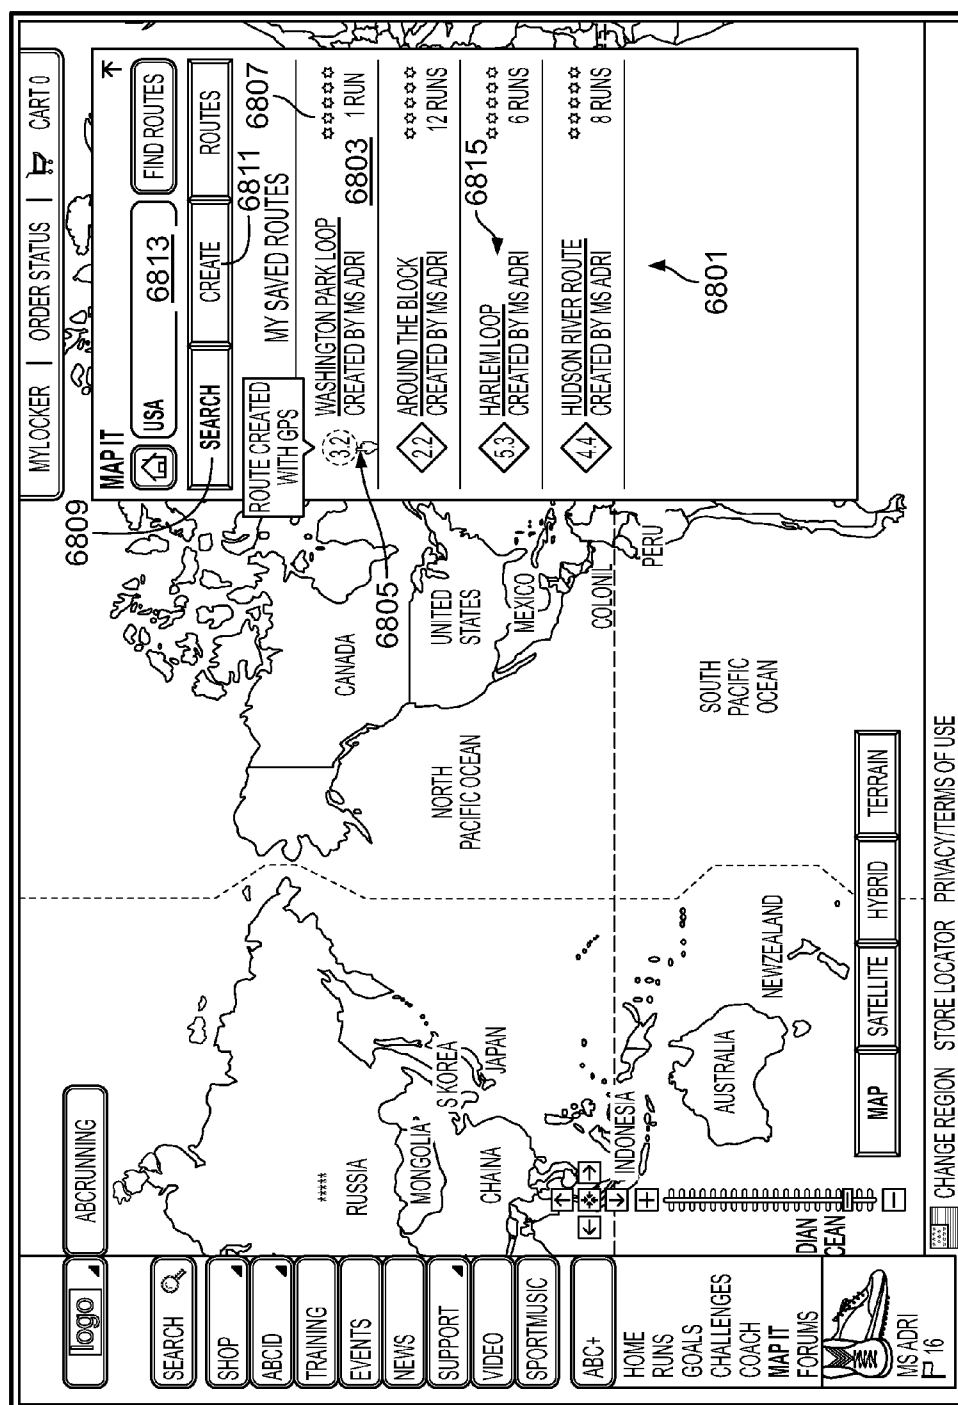 logo
ABCRUNNING
MYLOCKER | ORDER STATUS | CART 0
SEARCH
SHOP
ABCID
TRAINING
EVENTS
NEWS
SUPPORT
VIDEO
SPORTMUSIC
ABC+
HOME
RUNS
GOALS
CHALLENGES
COACH
MAP IT
FORUMS
MS ADRI
16
RUSSIA
MONGOLIA
CHAINA
S KOREA
JAPAN
INDONESIA
DIAN
CEAN
AUSTRALIA
NEWZEALAND
NORTH
PACIFIC OCEAN
SOUTH
PACIFIC
OCEAN
CANADA
UNITED
STATES
MEXICO
COLONI
PERU
MAP SATELLITE HYBRID TERRAIN
6809
MAP IT
USA 6813 FIND ROUTES
SEARCH CREATE ROUTES
6811
6807
MY SAVED ROUTES
ROUTE CREATED
WITH GPS
3.2 WASHINGTON PARK LOOP
CREATED BY MS ADRI 1 RUN
6803
6805
2.2 AROUND THE BLOCK
CREATED BY MS ADRI 12 RUNS
6815
5.3 HARLEM LOOP
CREATED BY MS ADRI 6 RUNS
4.4 HUDSON RIVER ROUTE
CREATED BY MS ADRI 8 RUNS
6801
CHANGE REGION STORE LOCATOR PRIVACY/TERMS OF USE